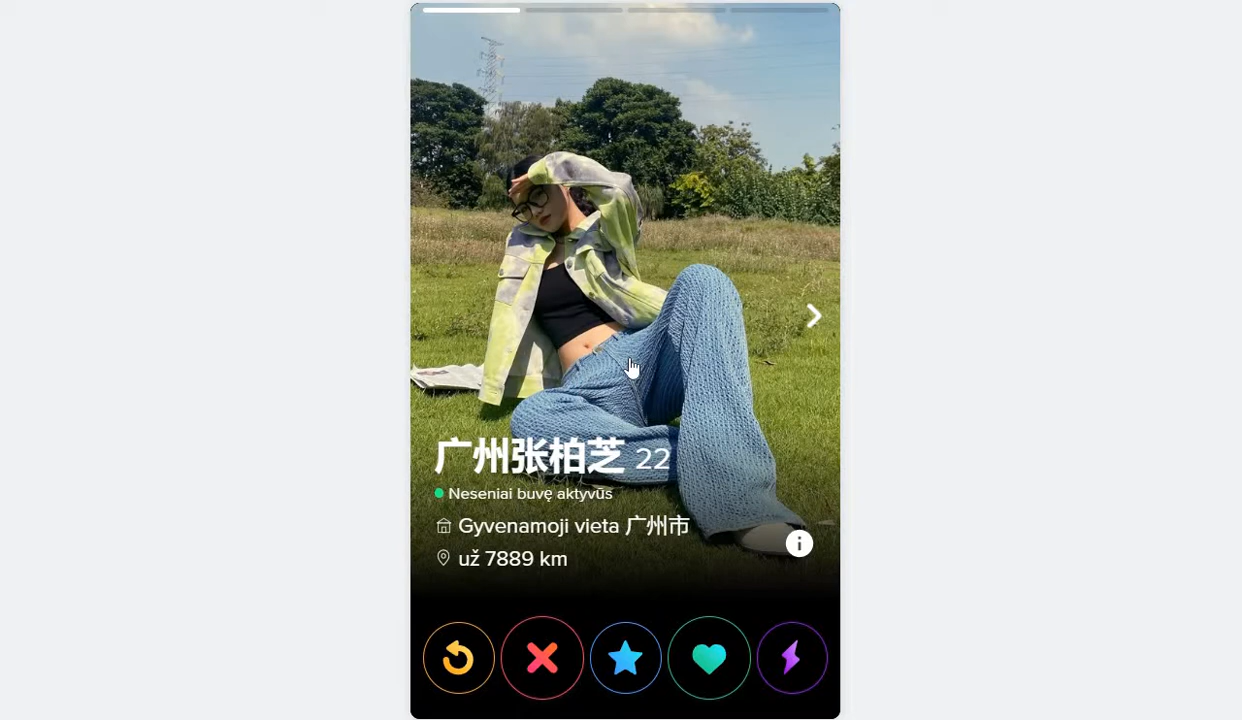 广州张柏芝 22
Neseniai buvę aktyvūs
Gyvenamoji vieta 广州市
už 7889 km